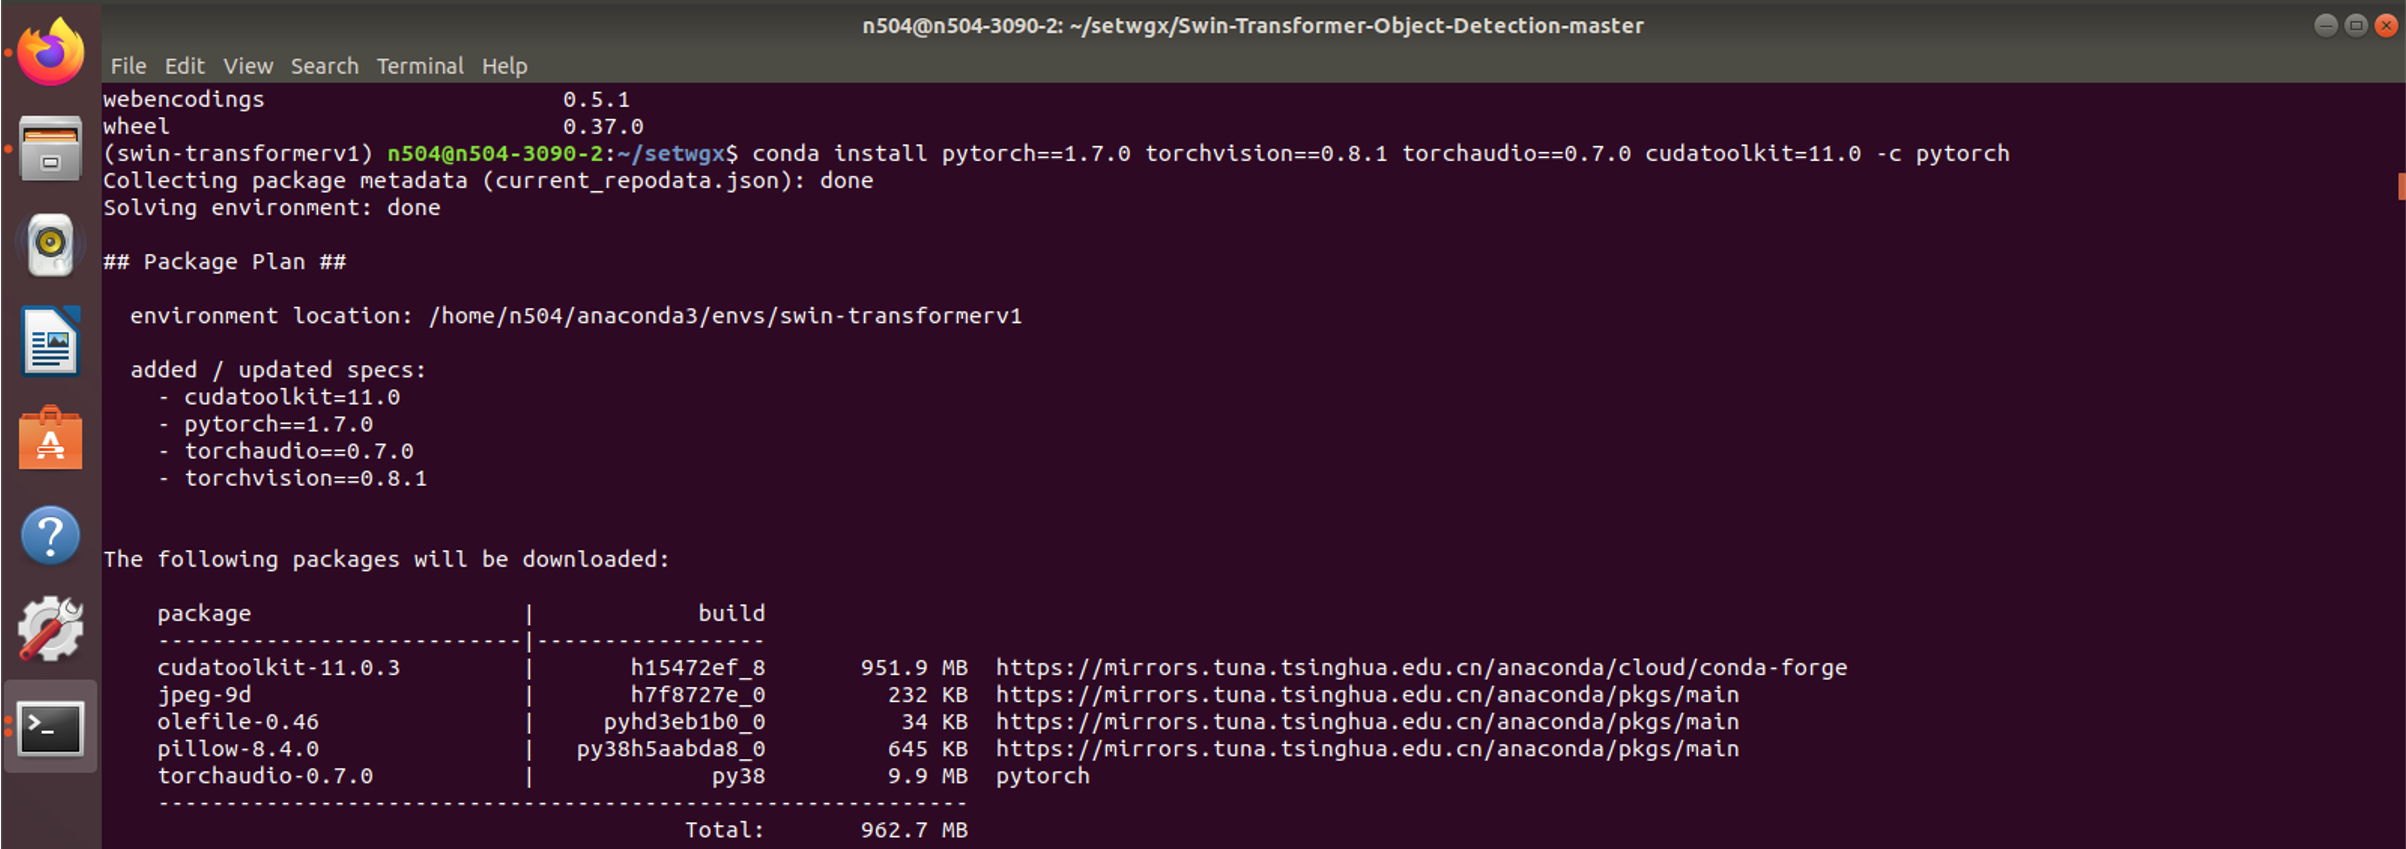 n504@n504-3090-2: ~/setwgx/Swin-Transformer-Object-Detection-master
File Edit View Search Terminal Help
webencodings 0.5.1
wheel 0.37.0
(swin-transformerv1) n504@n504-3090-2:~/setwgx$ conda install pytorch==1.7.0 torchvision==0.8.1 torchaudio==0.7.0 cudatoolkit=11.0 -c pytorch
Collecting package metadata (current_repodata.json): done
Solving environment: done
## Package Plan ##
environment location: /home/n504/anaconda3/envs/swin-transformerv1
added / updated specs:
- cudatoolkit=11.0
- pytorch==1.7.0
- torchaudio==0.7.0
- torchvision==0.8.1
The following packages will be downloaded:
package | build
---------------------------|-----------------
cudatoolkit-11.0.3 | h15472ef_8 951.9 MB https://mirrors.tuna.tsinghua.edu.cn/anaconda/cloud/conda-forge
jpeg-9d | h7f8727e_0 232 KB https://mirrors.tuna.tsinghua.edu.cn/anaconda/pkgs/main
olefile-0.46 | pyhd3eb1b0_0 34 KB https://mirrors.tuna.tsinghua.edu.cn/anaconda/pkgs/main
pillow-8.4.0 | py38h5aabda8_0 645 KB https://mirrors.tuna.tsinghua.edu.cn/anaconda/pkgs/main
torchaudio-0.7.0 | py38 9.9 MB pytorch
------------------------------------------------------------
Total: 962.7 MB